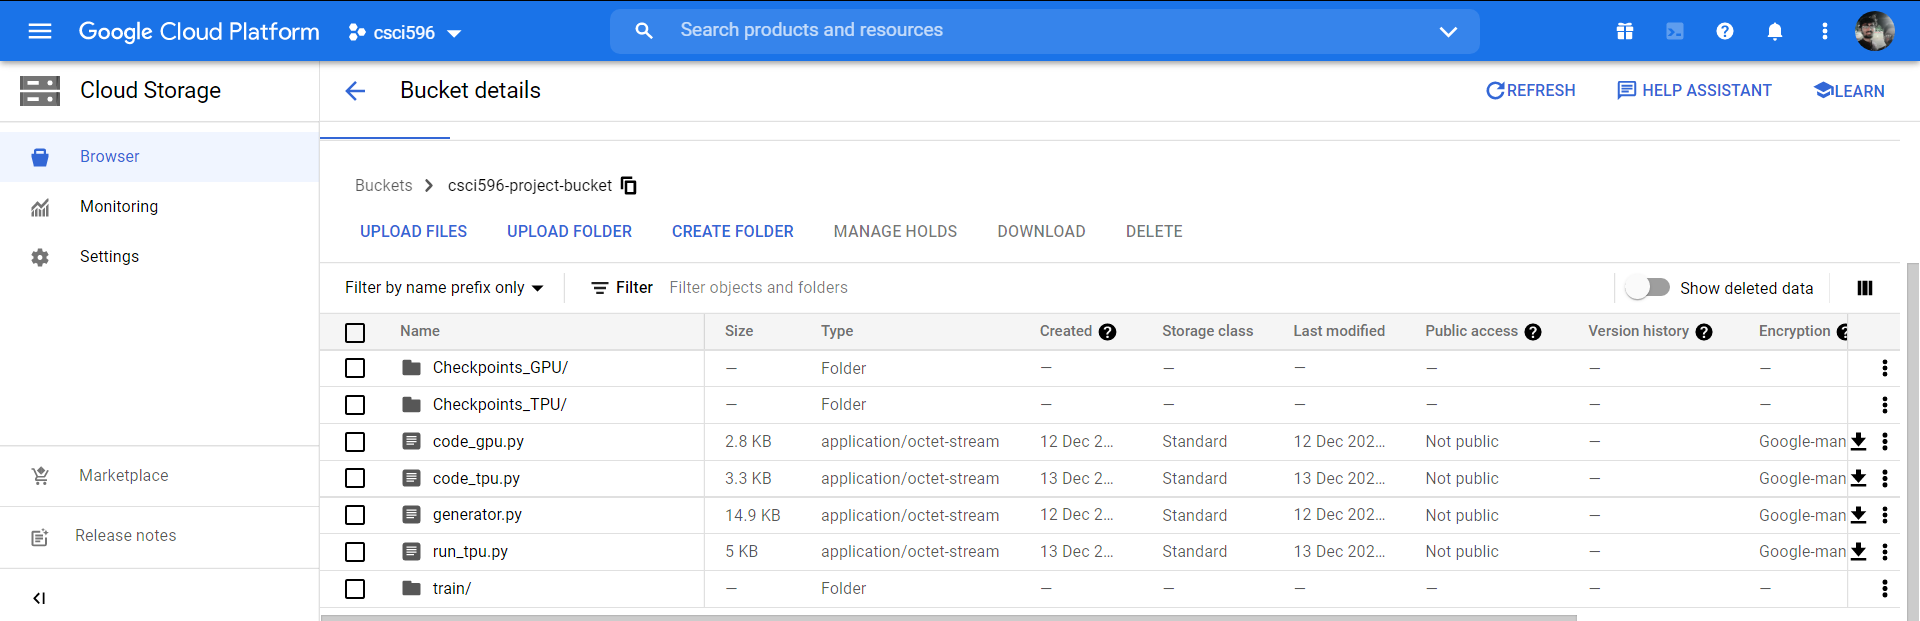 Google Cloud Platform csci596 Search products and resources
Cloud Storage Bucket details REFRESH HELP ASSISTANT LEARN
Browser
Monitoring
Settings
Marketplace
Release notes
Buckets csci596-project-bucket
UPLOAD FILES UPLOAD FOLDER CREATE FOLDER MANAGE HOLDS DOWNLOAD DELETE
Filter by name prefix only Filter Filter objects and folders Show deleted data
Name Size Type Created Storage class Last modified Public access Version history Encryption
Checkpoints_GPU/ — Folder — — — — — —
Checkpoints_TPU/ — Folder — — — — — —
code_gpu.py 2.8 KB application/octet-stream 12 Dec 2... Standard 12 Dec 202... Not public — Google-man
code_tpu.py 3.3 KB application/octet-stream 13 Dec 2... Standard 13 Dec 202... Not public — Google-man
generator.py 14.9 KB application/octet-stream 12 Dec 2... Standard 12 Dec 202... Not public — Google-man
run_tpu.py 5 KB application/octet-stream 13 Dec 2... Standard 13 Dec 202... Not public — Google-man
train/ — Folder — — — — — —